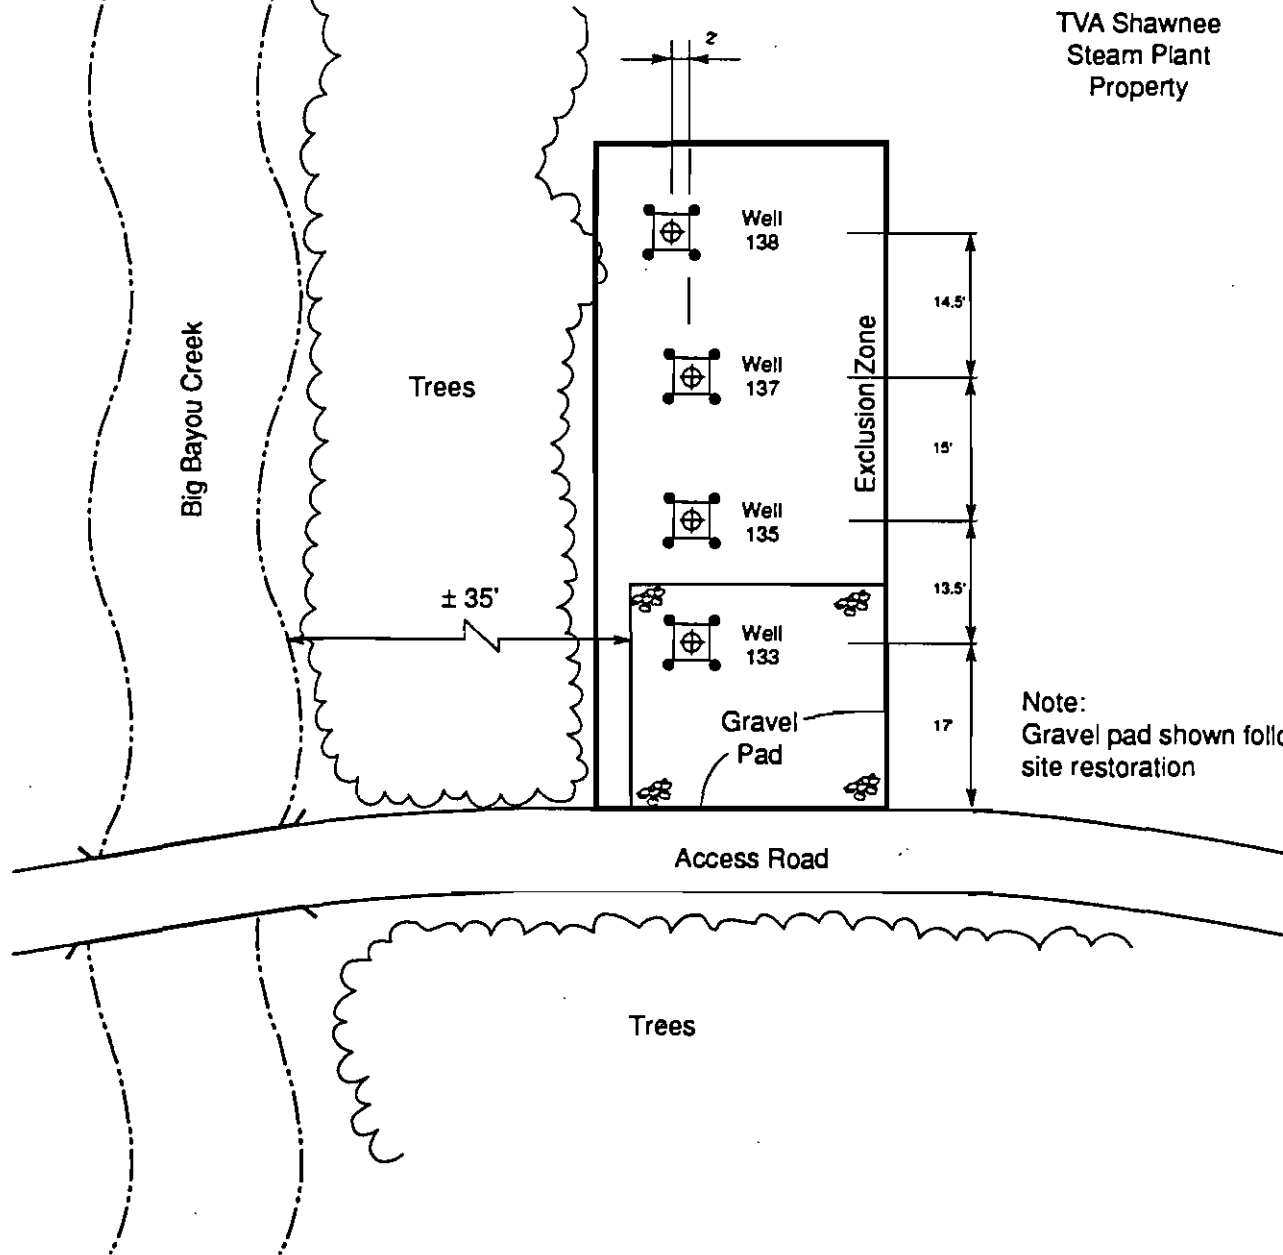 TVA Shawnee
Steam Plant
Property
2'
Well
138
14.5'
Big Bayou Creek
Trees
Well
137
Exclusion Zone
15'
Well
135
13.5'
± 35'
Well
133
17'
Gravel
Pad
Note:
Gravel pad shown follo
site restoration
Access Road
Trees